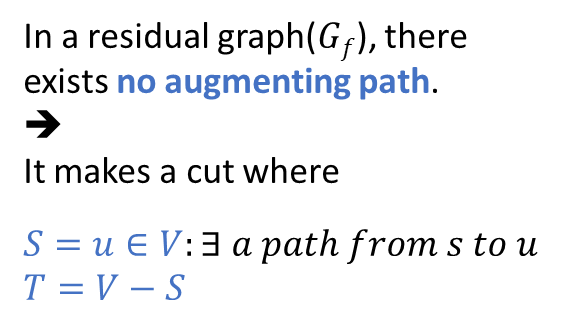 In a residual graph(G_f), there
exists no augmenting path.
➔
It makes a cut where
S = u ∈ V:∃ a path from s to u
T = V − S